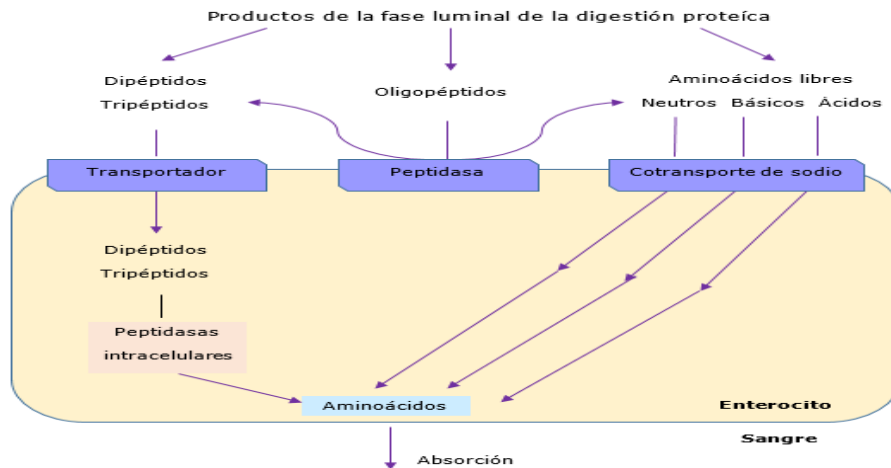 Productos de la fase luminal de la digestión proteíca
Dipéptidos
Tripéptidos
Oligopéptidos
Aminoácidos libres
Neutros Básicos Ácidos
Transportador
Peptidasa
Cotransporte de sodio
Dipéptidos
Tripéptidos
Peptidasas
intracelulares
Aminoácidos
Enterocito
Sangre
Absorción